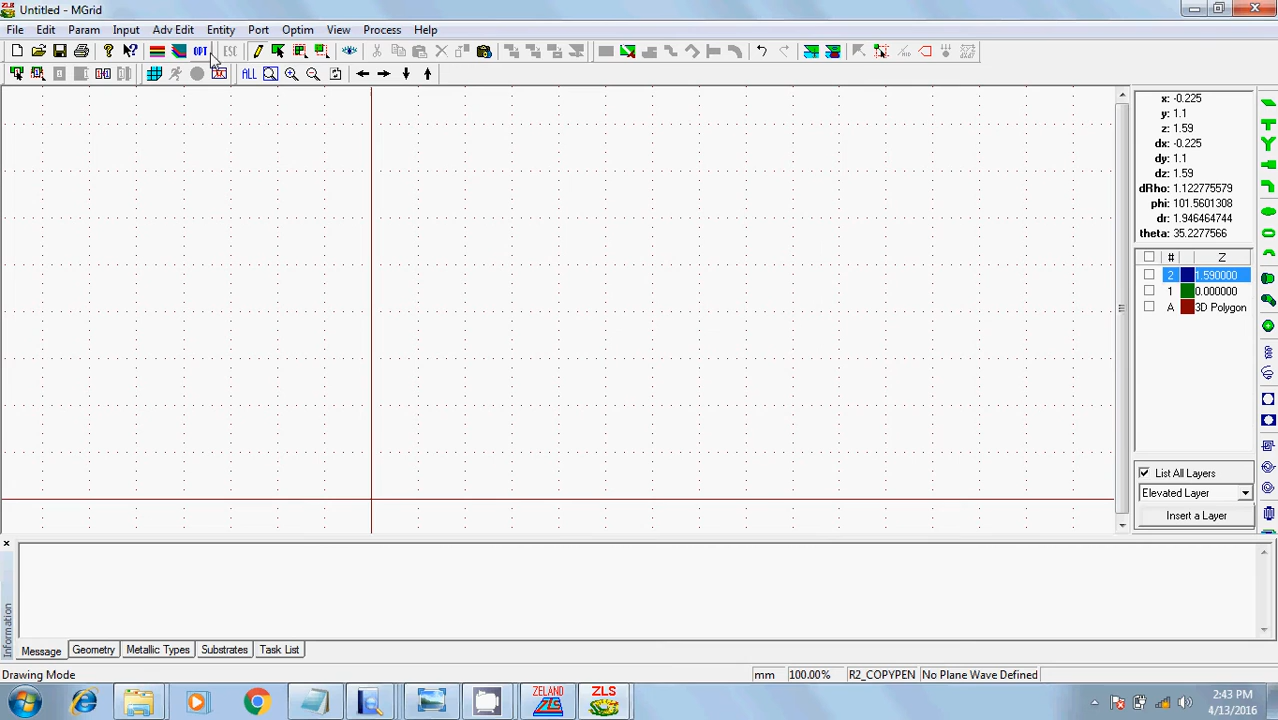 Untitled - MGrid
File Edit Param Input Adv Edit Entity Port Optim View Process Help
OPT ESC
ALL
x: -0.225
y: 1.1
z: 1.59
dx: -0.225
dy: 1.1
dz: 1.59
dRho: 1.122775579
phi: 101.5601308
dr: 1.946464744
theta: 35.2277566
# Z
2 1.590000
1 0.000000
A 3D Polygon
List All Layers
Elevated Layer
Insert a Layer
Information
Message Geometry Metallic Types Substrates Task List
Drawing Mode mm 100.00% R2_COPYPEN No Plane Wave Defined
ZELAND
ZLS
2:43 PM
4/13/2016